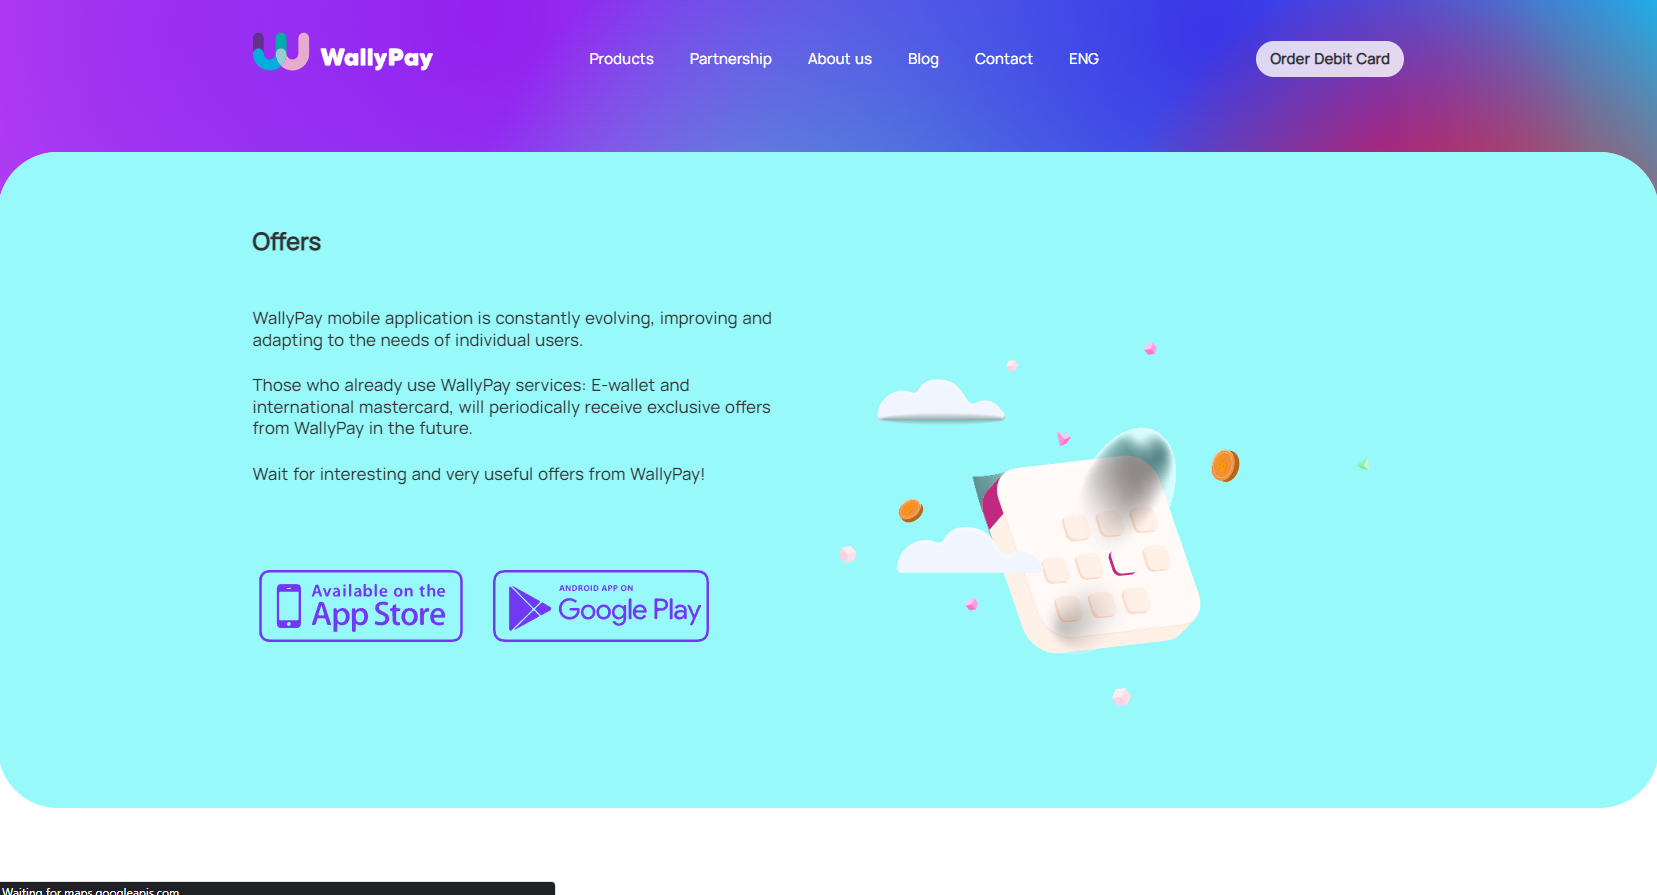 WallyPay
Products
Partnership
About us
Blog
Contact
ENG
Order Debit Card
Offers
WallyPay mobile application is constantly evolving, improving and
adapting to the needs of individual users.
Those who already use WallyPay services: E-wallet and
international mastercard, will periodically receive exclusive offers
from WallyPay in the future.
Wait for interesting and very useful offers from WallyPay!
Available on the
App Store
ANDROID APP ON
Google Play
Waiting for maps.googleapis.com